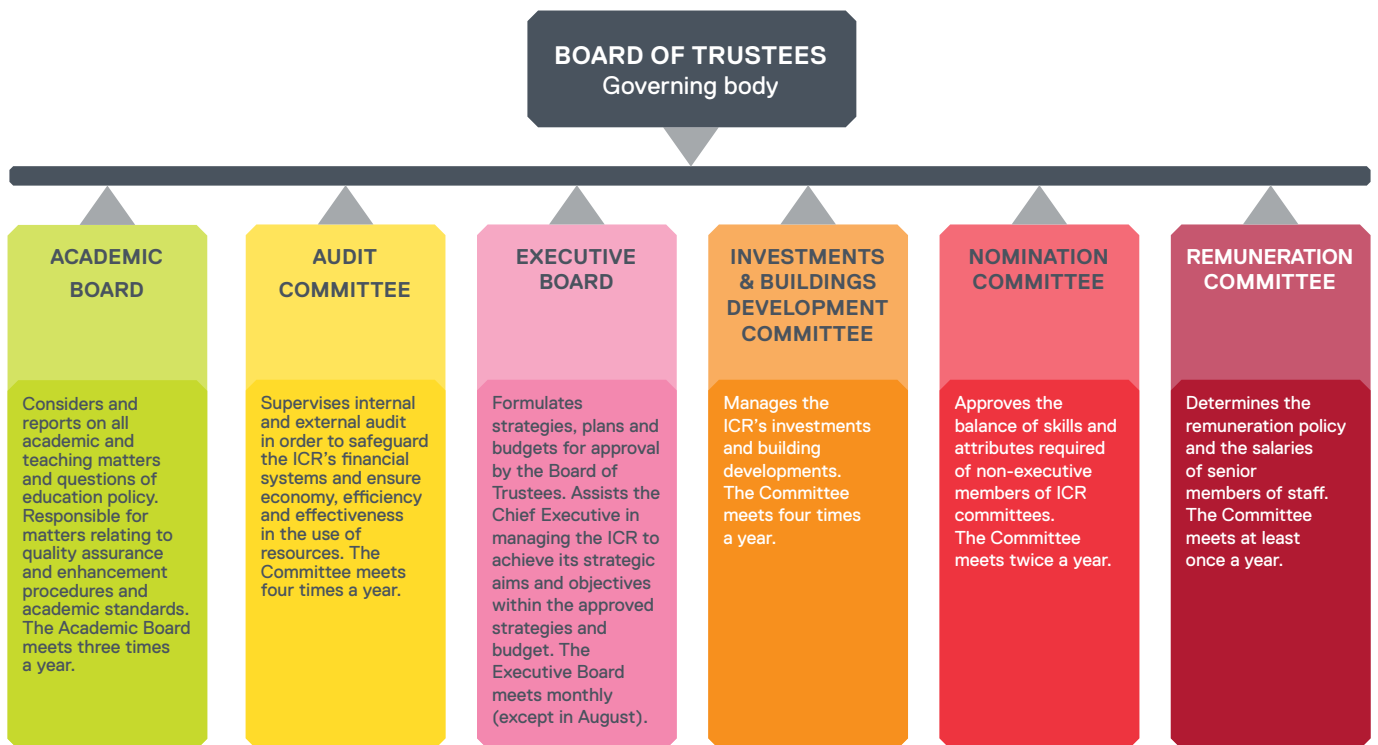 BOARD OF TRUSTEES
Governing body
ACADEMIC
BOARD
Considers and
reports on all
academic and
teaching matters
and questions of
education policy.
Responsible for
matters relating to
quality assurance
and enhancement
procedures and
academic standards.
The Academic Board
meets three times
a year.
AUDIT
COMMITTEE
Supervises internal
and external audit
in order to safeguard
the ICR’s financial
systems and ensure
economy, efficiency
and effectiveness
in the use of
resources. The
Committee meets
four times a year.
EXECUTIVE
BOARD
Formulates
strategies, plans and
budgets for approval
by the Board of
Trustees. Assists the
Chief Executive in
managing the ICR to
achieve its strategic
aims and objectives
within the approved
strategies and
budget. The
Executive Board
meets monthly
(except in August).
INVESTMENTS
& BUILDINGS
DEVELOPMENT
COMMITTEE
Manages the
ICR’s investments
and building
developments.
The Committee
meets four times
a year.
NOMINATION
COMMITTEE
Approves the
balance of skills and
attributes required
of non-executive
members of ICR
committees.
The Committee
meets twice a year.
REMUNERATION
COMMITTEE
Determines the
remuneration policy
and the salaries
of senior
members of staff.
The Committee
meets at least
once a year.